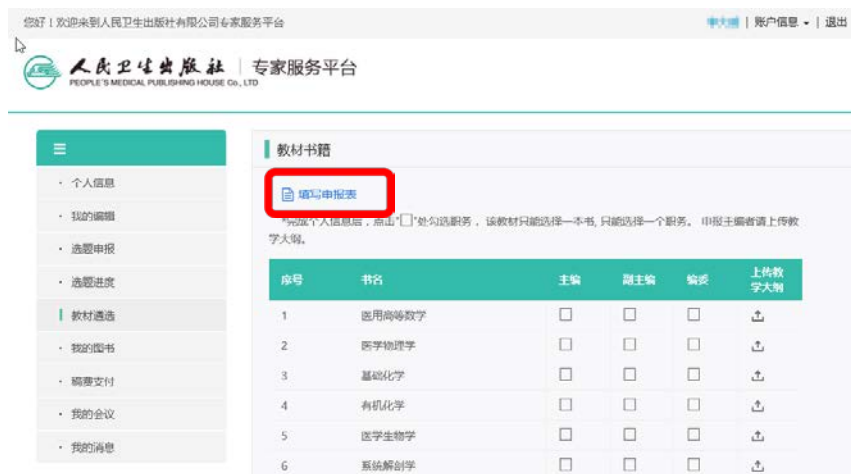 您好！欢迎来到人民卫生出版社有限公司专家服务平台
| 账户信息 | 退出
人民卫生出版社 专家服务平台
PEOPLE'S MEDICAL PUBLISHING HOUSE CO., LTD
教材书籍
· 个人信息
填写申报表
· 我的编辑
*完成个人信息后，点击"□"处勾选职务，该教材只能选择一本书,只能选择一个职务。申报主编者请上传教
学大纲。
· 选题申报
· 选题进度
序号 书名 主编 副主编 编委 上传教
学大纲
教材遴选
1 医用高等数学
· 我的图书
2 医学物理学
· 稿费支付
3 基础化学
· 我的会议
4 有机化学
· 我的消息
5 医学生物学
6 系统解剖学